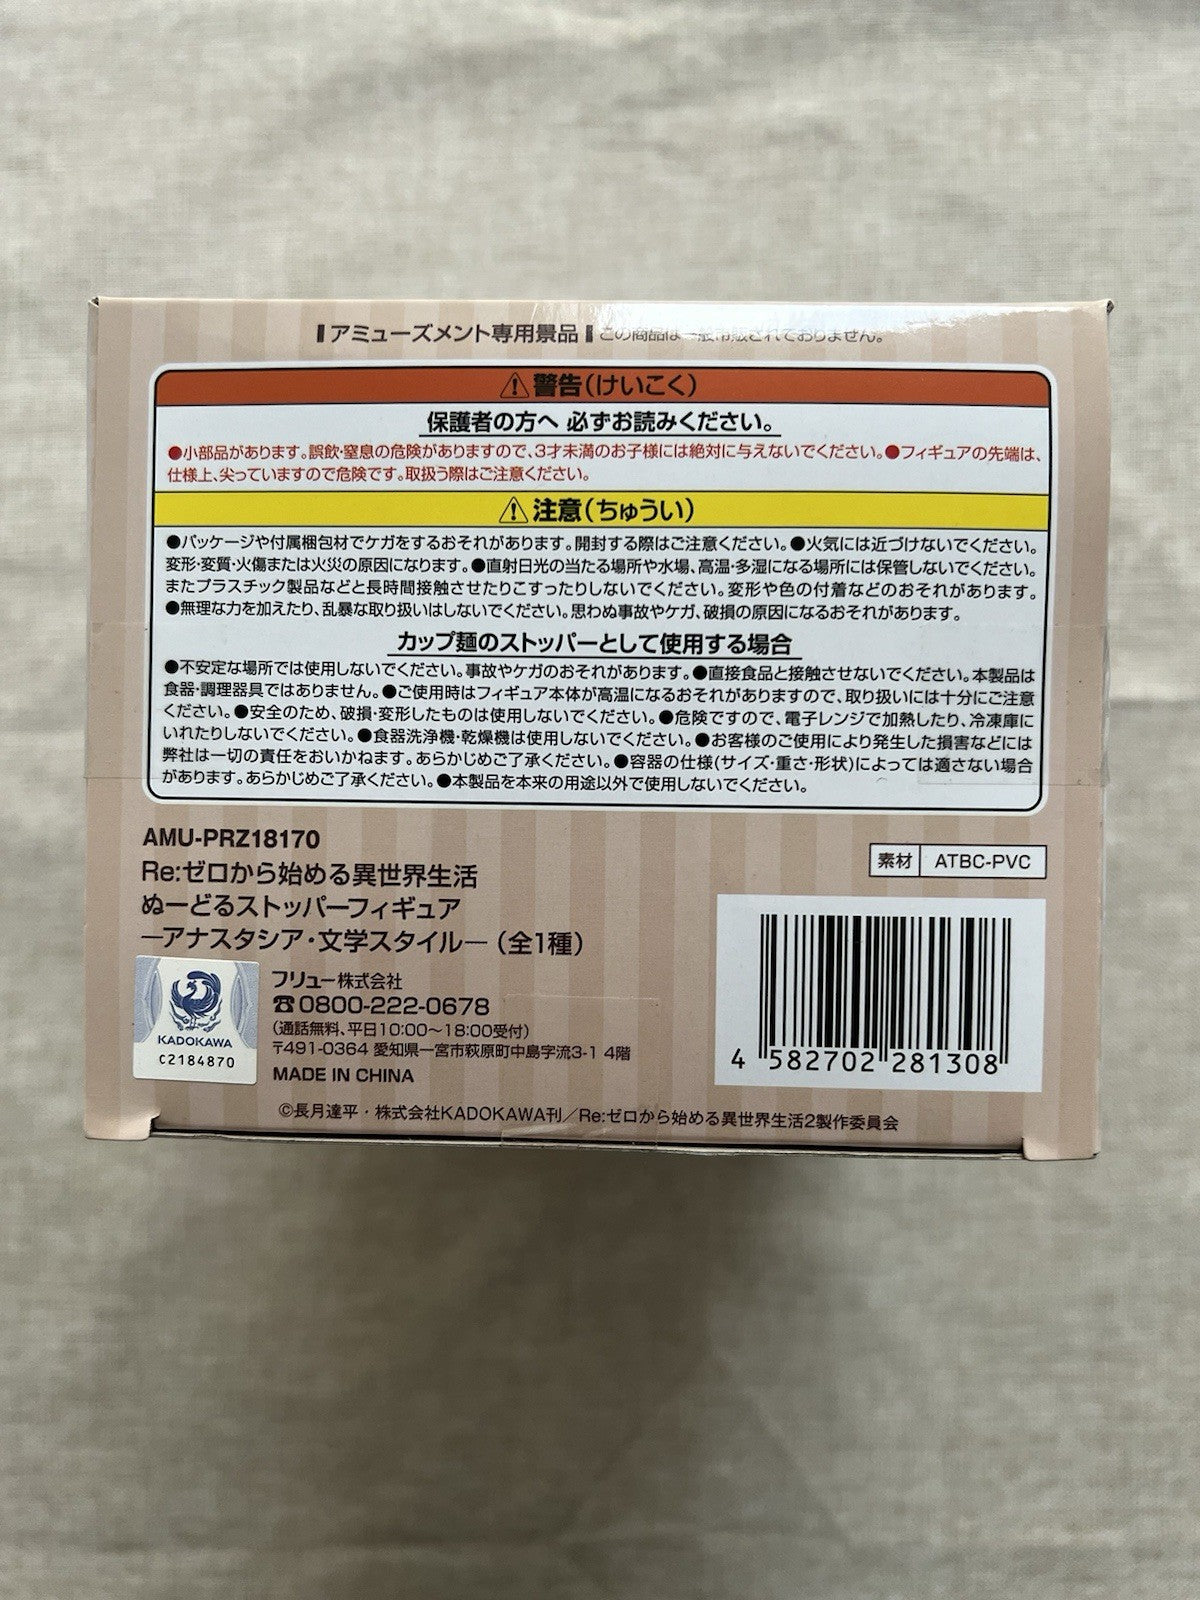 アミューズメント専用景品 この商品は一般市販されておりません。
⚠警告(けいこく)
保護者の方へ 必ずお読みください。
●小部品があります。誤飲・窒息の危険がありますので、3才未満のお子様には絶対に与えないでください。●フィギュアの先端は、
仕様上、尖っていますので危険です。取扱う際はご注意ください。
⚠注意(ちゅうい)
●パッケージや付属梱包材でケガをするおそれがあります。開封する際はご注意ください。●火気には近づけないでください。
変形・変質・火傷または火災の原因になります。●直射日光の当たる場所や水場、高温・多湿になる場所には保管しないでください。
またプラスチック製品などと長時間接触させたりこすったりしないでください。変形や色の付着などのおそれがあります。
●無理な力を加えたり、乱暴な取り扱いはしないでください。思わぬ事故やケガ、破損の原因になるおそれがあります。
カップ麺のストッパーとして使用する場合
●不安定な場所では使用しないでください。事故やケガのおそれがあります。●直接食品と接触させないでください。本製品は
食器・調理器具ではありません。●ご使用時はフィギュア本体が高温になるおそれがありますので、取り扱いには十分にご注意
ください。●安全のため、破損・変形したものは使用しないでください。●危険ですので、電子レンジで加熱したり、冷凍庫に
いれたりしないでください。●食器洗浄機・乾燥機は使用しないでください。●お客様のご使用により発生した損害などには
弊社は一切の責任をおいかねます。あらかじめご了承ください。●容器の仕様(サイズ・重さ・形状)によっては適さない場合
があります。あらかじめご了承ください。●本製品を本来の用途以外で使用しないでください。
AMU-PRZ18170
Re:ゼロから始める異世界生活
ぬーどるストッパーフィギュア
―アナスタシア・文学スタイル―(全1種)
素材 ATBC-PVC
KADOKAWA
C2184870
フリュー株式会社
☎0800-222-0678
(通話無料、平日10:00～18:00受付)
〒491-0364 愛知県一宮市萩原町中島字流3-1 4階
MADE IN CHINA
4 582702 281308
©長月達平・株式会社KADOKAWA刊／Re:ゼロから始める異世界生活2製作委員会